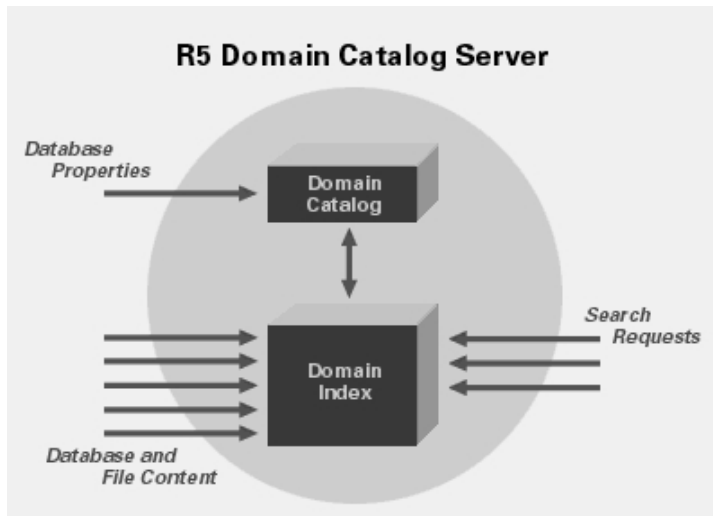 R5 Domain Catalog Server
Database
Properties
Domain
Catalog
Search
Requests
Domain
Index
Database and
File Content